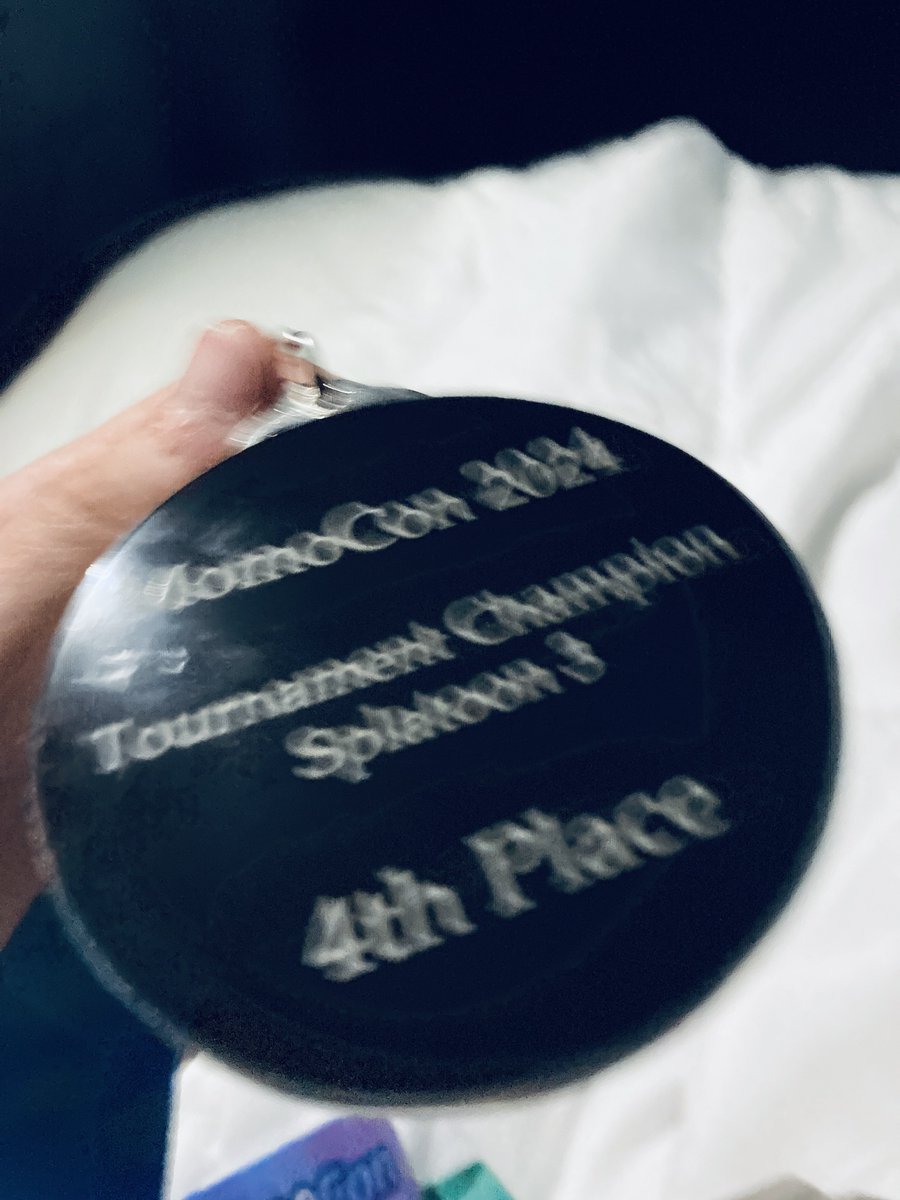 MomoCon 2024
Tournament Champion
Splatoon 3
4th Place